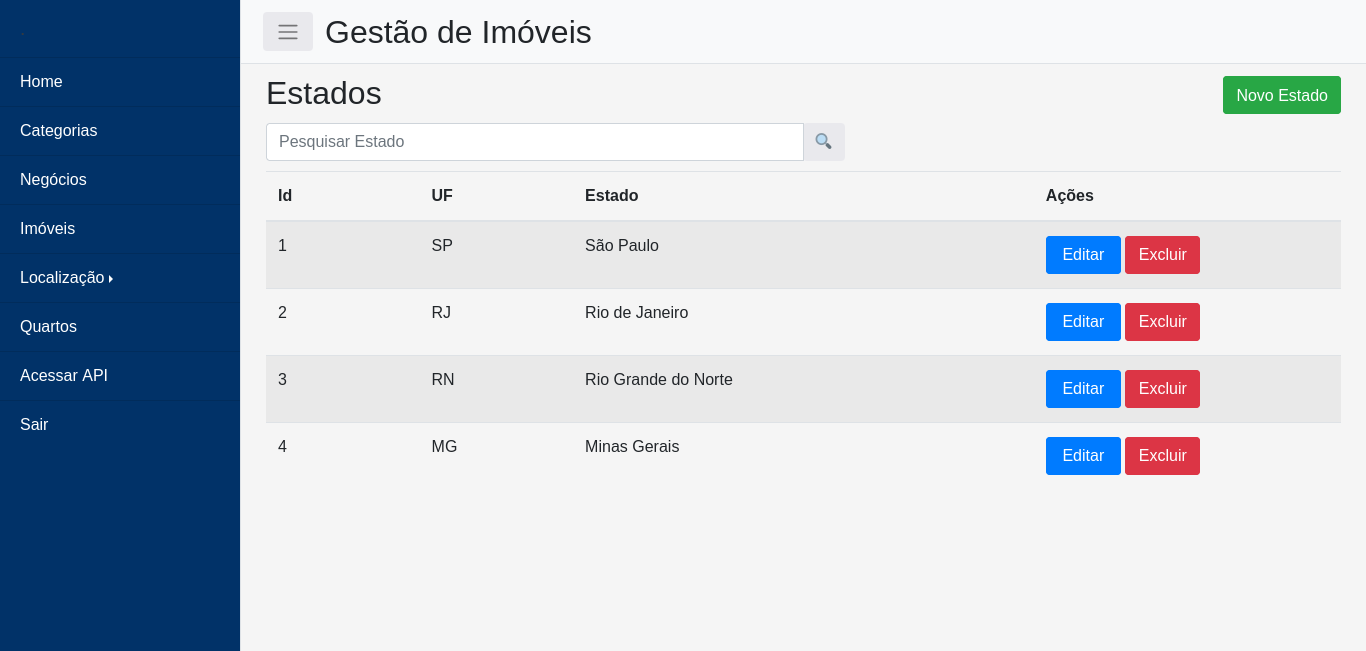 Gestão de Imóveis
Home
Categorias
Negócios
Imóveis
Localização
Quartos
Acessar API
Sair
Estados
Novo Estado
Pesquisar Estado
Id UF Estado Ações
1 SP São Paulo Editar Excluir
2 RJ Rio de Janeiro Editar Excluir
3 RN Rio Grande do Norte Editar Excluir
4 MG Minas Gerais Editar Excluir